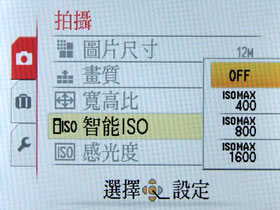 拍攝
圖片尺寸 12M
畫質
寬高比 OFF
ISOMAX 400
iISO 智能ISO ISOMAX 800
ISO 感光度 ISOMAX 1600
選擇 設定